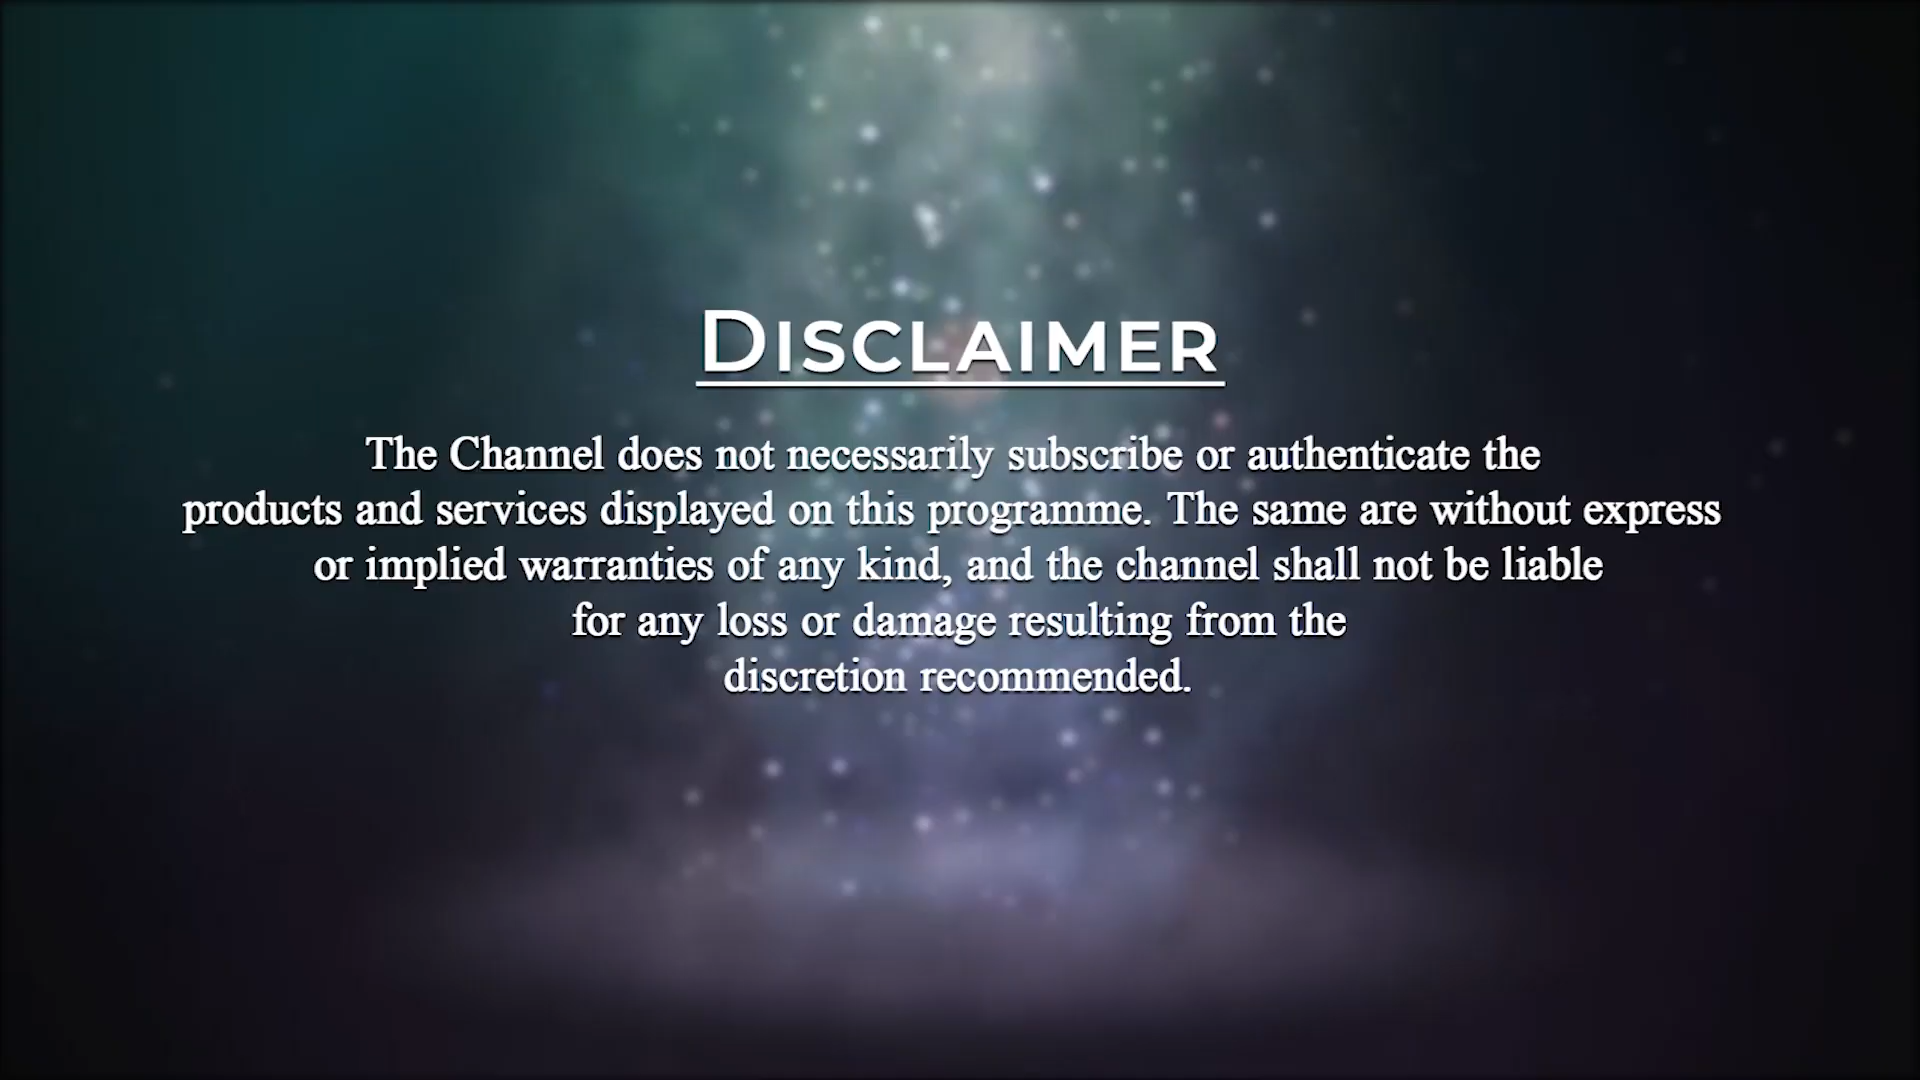 DISCLAIMER
The Channel does not necessarily subscribe or authenticate the
products and services displayed on this programme. The same are without express
or implied warranties of any kind, and the channel shall not be liable
for any loss or damage resulting from the
discretion recommended.